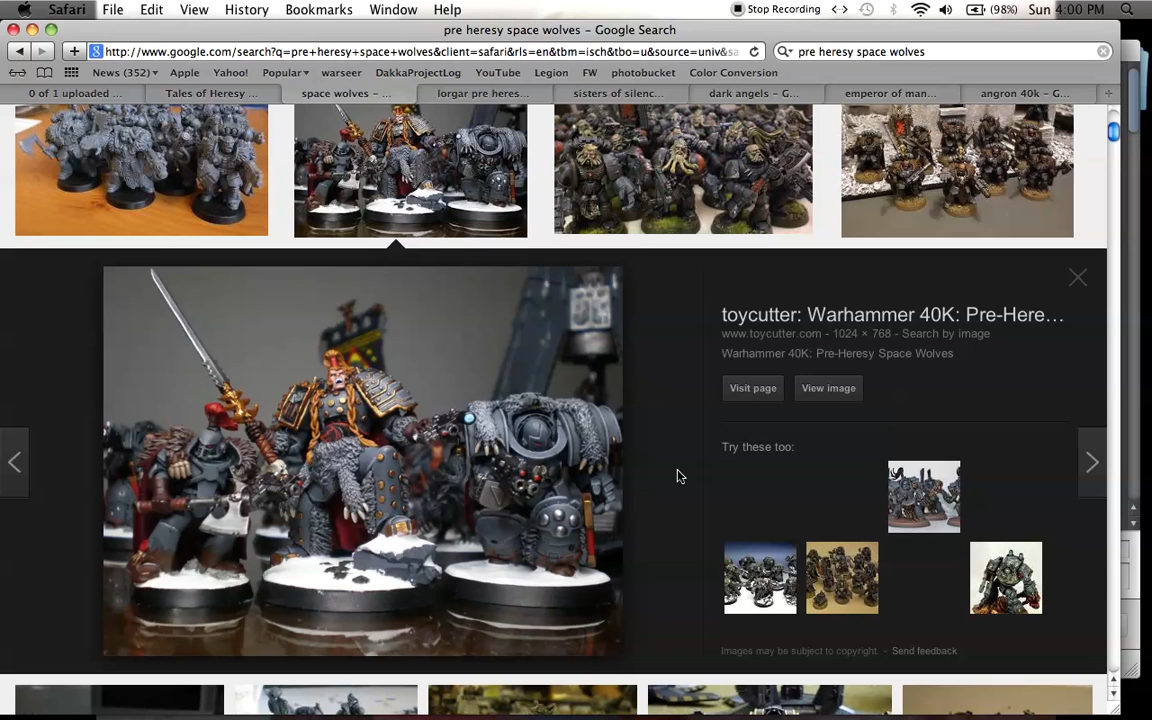 Safari File Edit View History Bookmarks Window Help Stop Recording (98%) Sun 4:00 PM
pre heresy space wolves – Google Search
http://www.google.com/search?q=pre+heresy+space+wolves&client=safari&rls=en&tbm=isch&tbo=u&source=univ&sa pre heresy space wolves
News (352) Apple Yahoo! Popular warseer DakkaProjectLog YouTube Legion FW photobucket Color Conversion
0 of 1 uploaded ... Tales of Heresy ... space wolves – ... lorgar pre heres... sisters of silenc... dark angels – G... emperor of man... angron 40k – G...
toycutter: Warhammer 40K: Pre-Here...
www.toycutter.com - 1024 × 768 - Search by image
Warhammer 40K: Pre-Heresy Space Wolves
Visit page View image
Try these too:
Images may be subject to copyright. - Send feedback